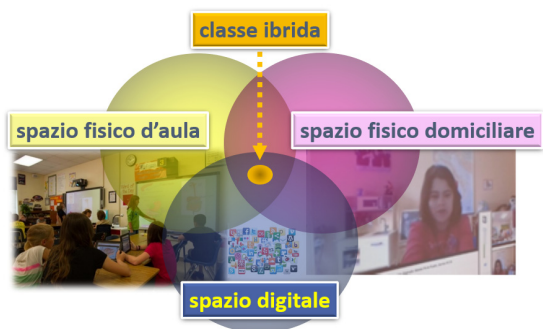 classe ibrida
spazio fisico d'aula
spazio fisico domiciliare
spazio digitale